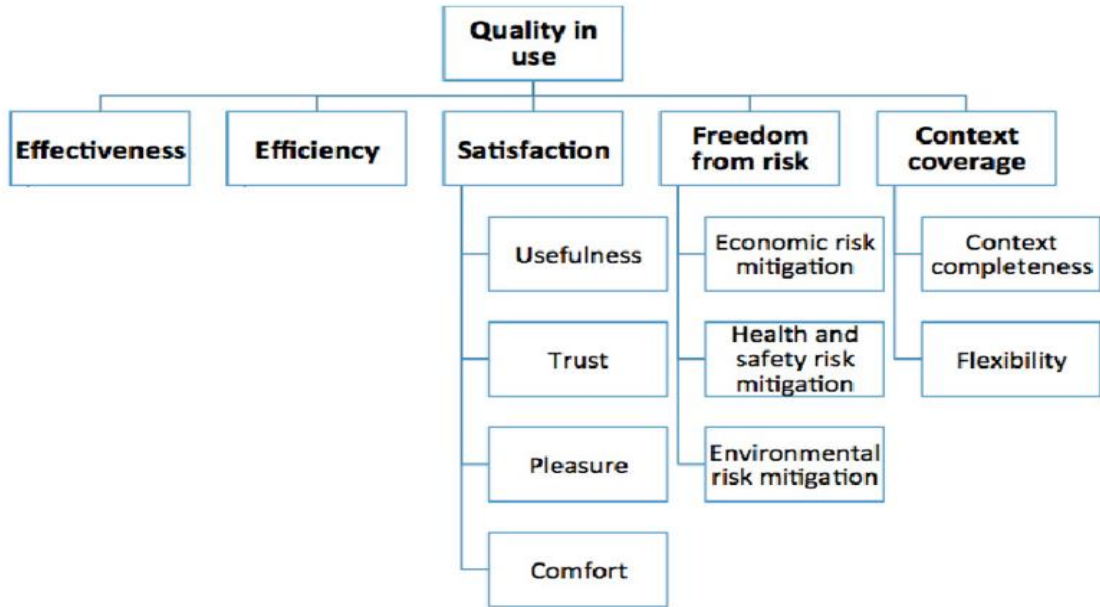 Quality in
use
Effectiveness
Efficiency
Satisfaction
Freedom
from risk
Context
coverage
Usefulness
Economic risk
mitigation
Context
completeness
Trust
Health and
safety risk
mitigation
Flexibility
Pleasure
Environmental
risk mitigation
Comfort